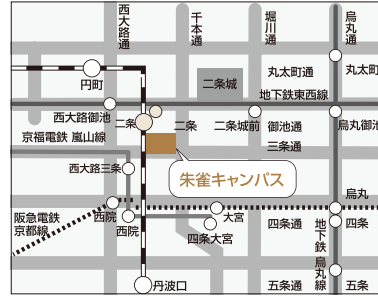 西大路通
千本通
堀川通
烏丸通
丸太町通
丸太町
円町
二条城
地下鉄東西線
西大路御池
二条
二条
二条城前
御池通
烏丸御池
京福電鉄 嵐山線
三条通
西大路三条
朱雀キャンパス
烏丸
西院
大宮
四条通
四条
阪急電鉄
京都線
西院
四条大宮
地下鉄烏丸線
丹波口
五条通
五条